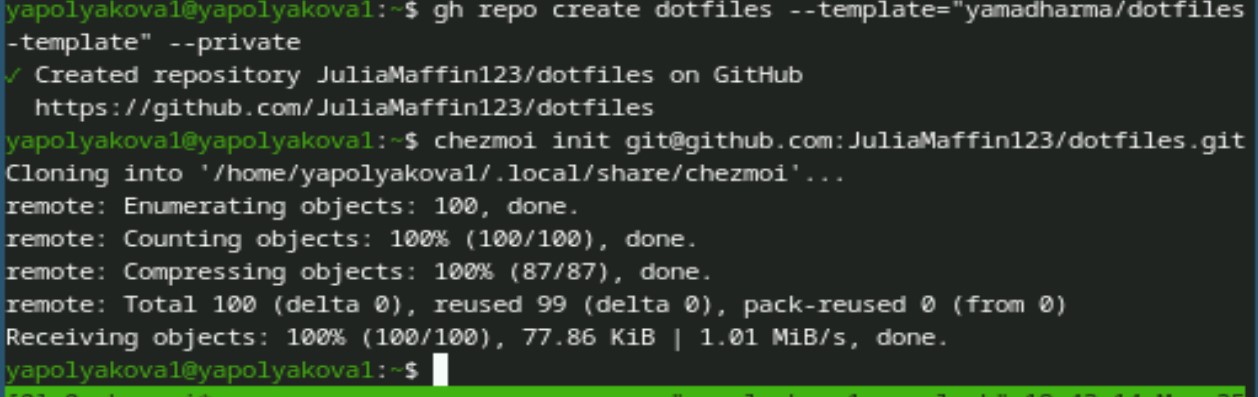 yapolyakova1@yapolyakova1:~$ gh repo create dotfiles --template="yamadharma/dotfiles
-template" --private
✓ Created repository JuliaMaffin123/dotfiles on GitHub
https://github.com/JuliaMaffin123/dotfiles
yapolyakova1@yapolyakova1:~$ chezmoi init git@github.com:JuliaMaffin123/dotfiles.git
Cloning into '/home/yapolyakova1/.local/share/chezmoi'...
remote: Enumerating objects: 100, done.
remote: Counting objects: 100% (100/100), done.
remote: Compressing objects: 100% (87/87), done.
remote: Total 100 (delta 0), reused 99 (delta 0), pack-reused 0 (from 0)
Receiving objects: 100% (100/100), 77.86 KiB | 1.01 MiB/s, done.
yapolyakova1@yapolyakova1:~$